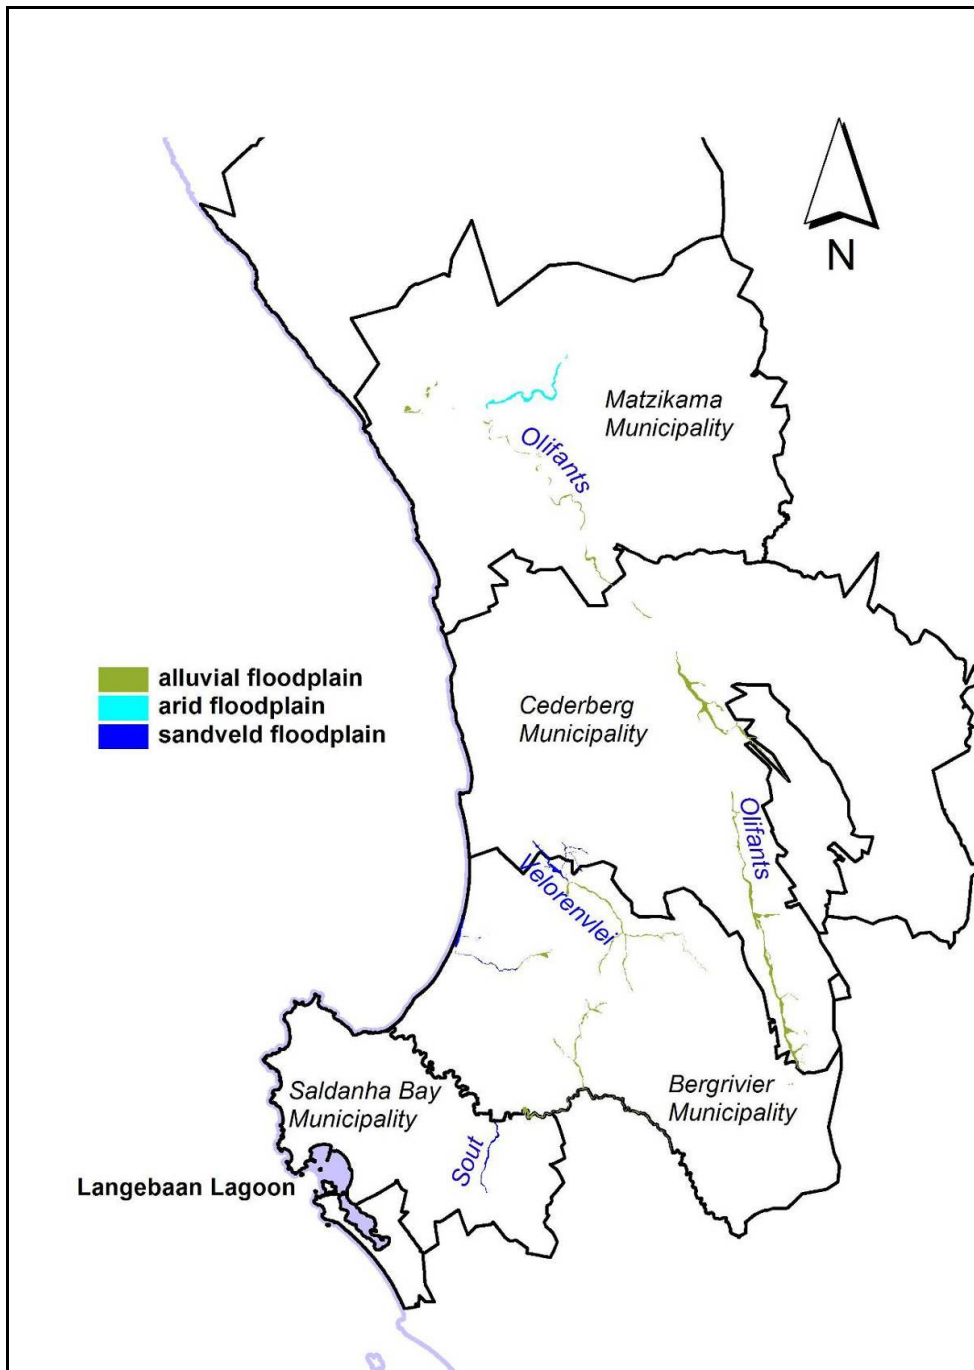 N
Matzikama
Municipality
Olifants
alluvial floodplain
arid floodplain
sandveld floodplain
Cederberg
Municipality
Olifants
Velorenvlei
Saldanha Bay
Municipality
Bergrivier
Municipality
Sout
Langebaan Lagoon